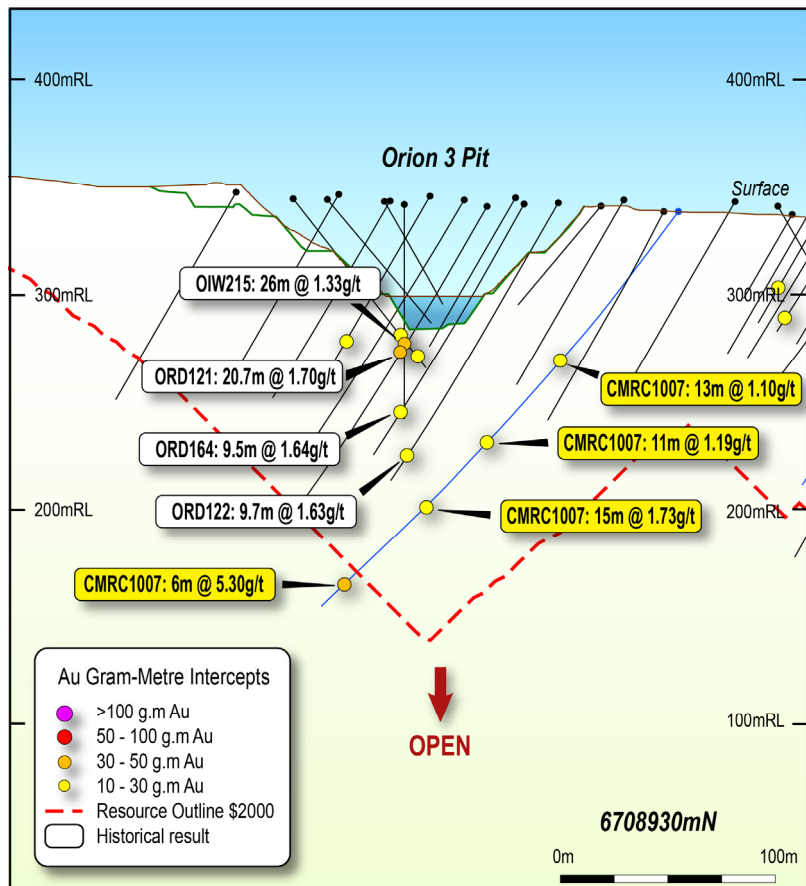 400mRL
400mRL
Orion 3 Pit
Surface
OIW215: 26m @ 1.33g/t
300mRL
300mRL
ORD121: 20.7m @ 1.70g/t
CMRC1007: 13m @ 1.10g/t
ORD164: 9.5m @ 1.64g/t
CMRC1007: 11m @ 1.19g/t
ORD122: 9.7m @ 1.63g/t
200mRL
200mRL
CMRC1007: 15m @ 1.73g/t
CMRC1007: 6m @ 5.30g/t
Au Gram-Metre Intercepts
>100 g.m Au
50 - 100 g.m Au
30 - 50 g.m Au
10 - 30 g.m Au
Resource Outline $2000
Historical result
OPEN
100mRL
6708930mN
0m
100m